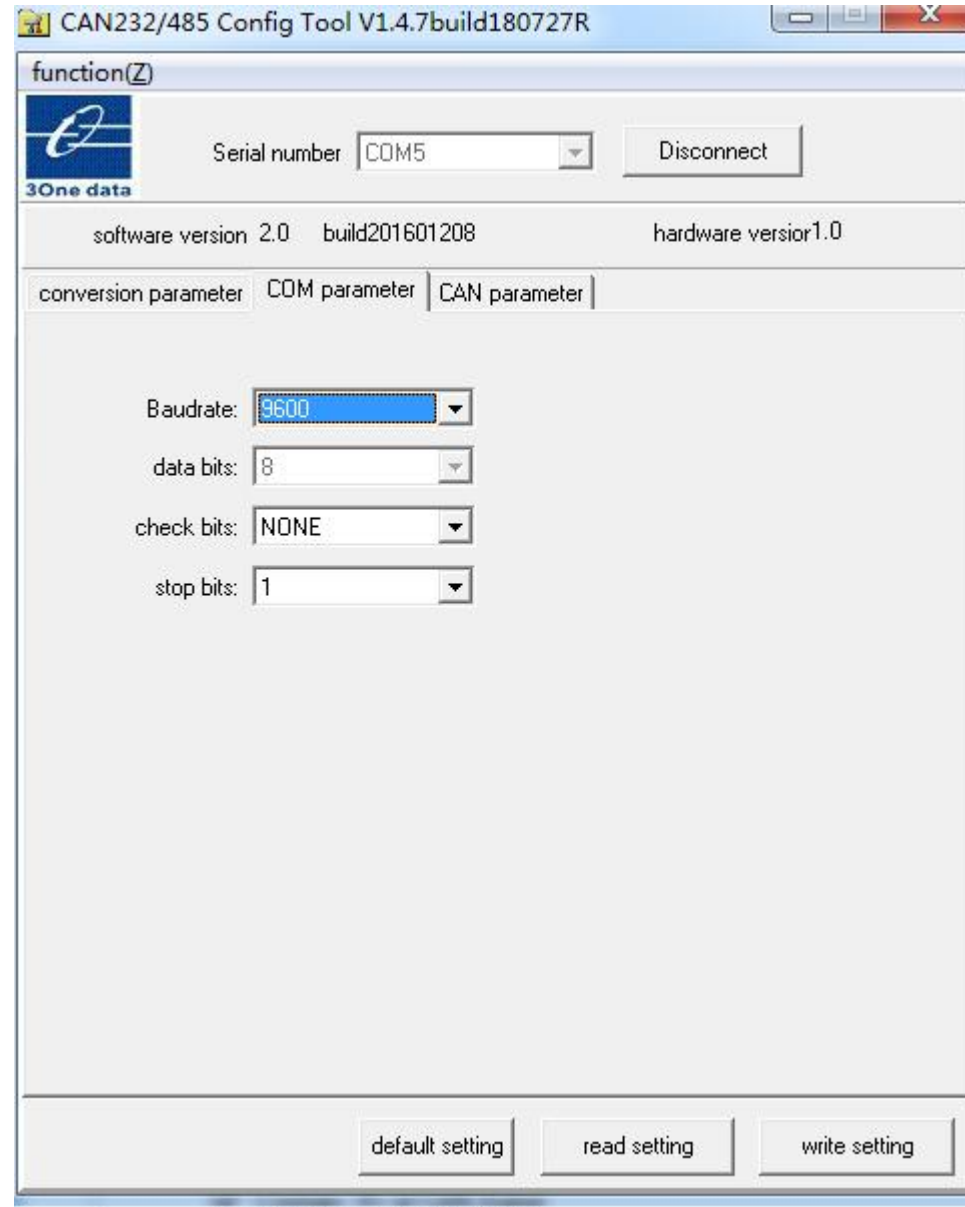 CAN232/485 Config Tool V1.4.7build180727R
function(Z)
3One data
Serial number COM5 Disconnect
software version 2.0 build201601208 hardware versior1.0
conversion parameter COM parameter CAN parameter
Baudrate: 9600
data bits: 8
check bits: NONE
stop bits: 1
default setting read setting write setting